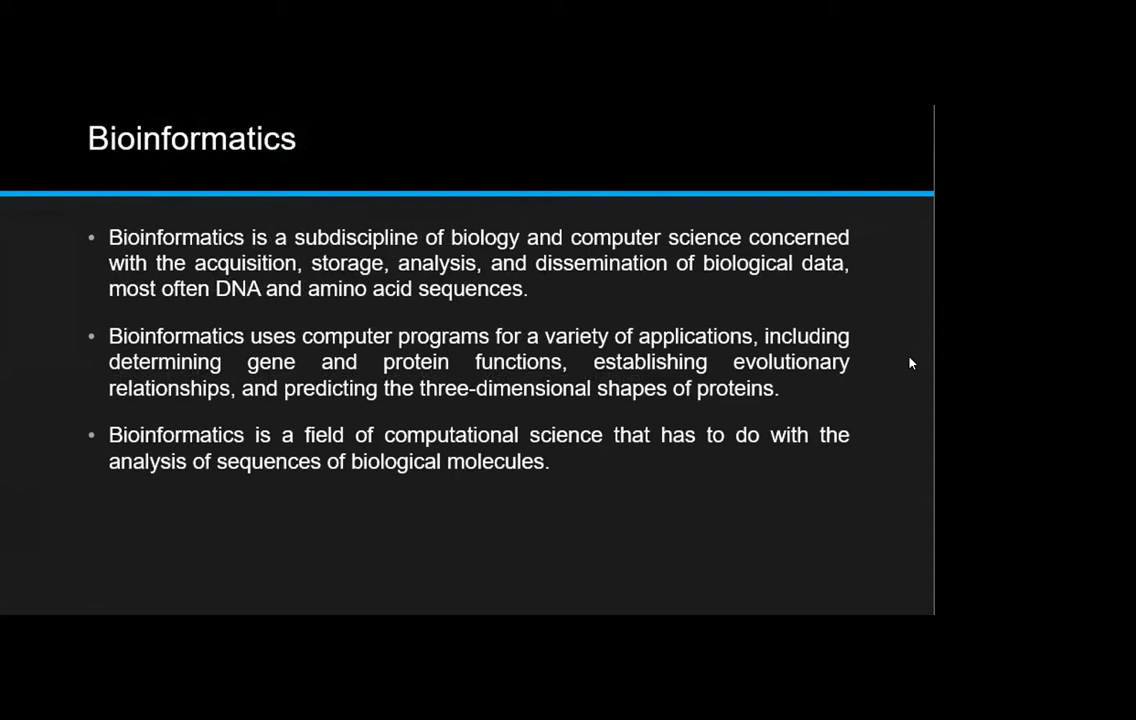 Bioinformatics
• Bioinformatics is a subdiscipline of biology and computer science concerned
with the acquisition, storage, analysis, and dissemination of biological data,
most often DNA and amino acid sequences.
• Bioinformatics uses computer programs for a variety of applications, including
determining gene and protein functions, establishing evolutionary
relationships, and predicting the three-dimensional shapes of proteins.
• Bioinformatics is a field of computational science that has to do with the
analysis of sequences of biological molecules.